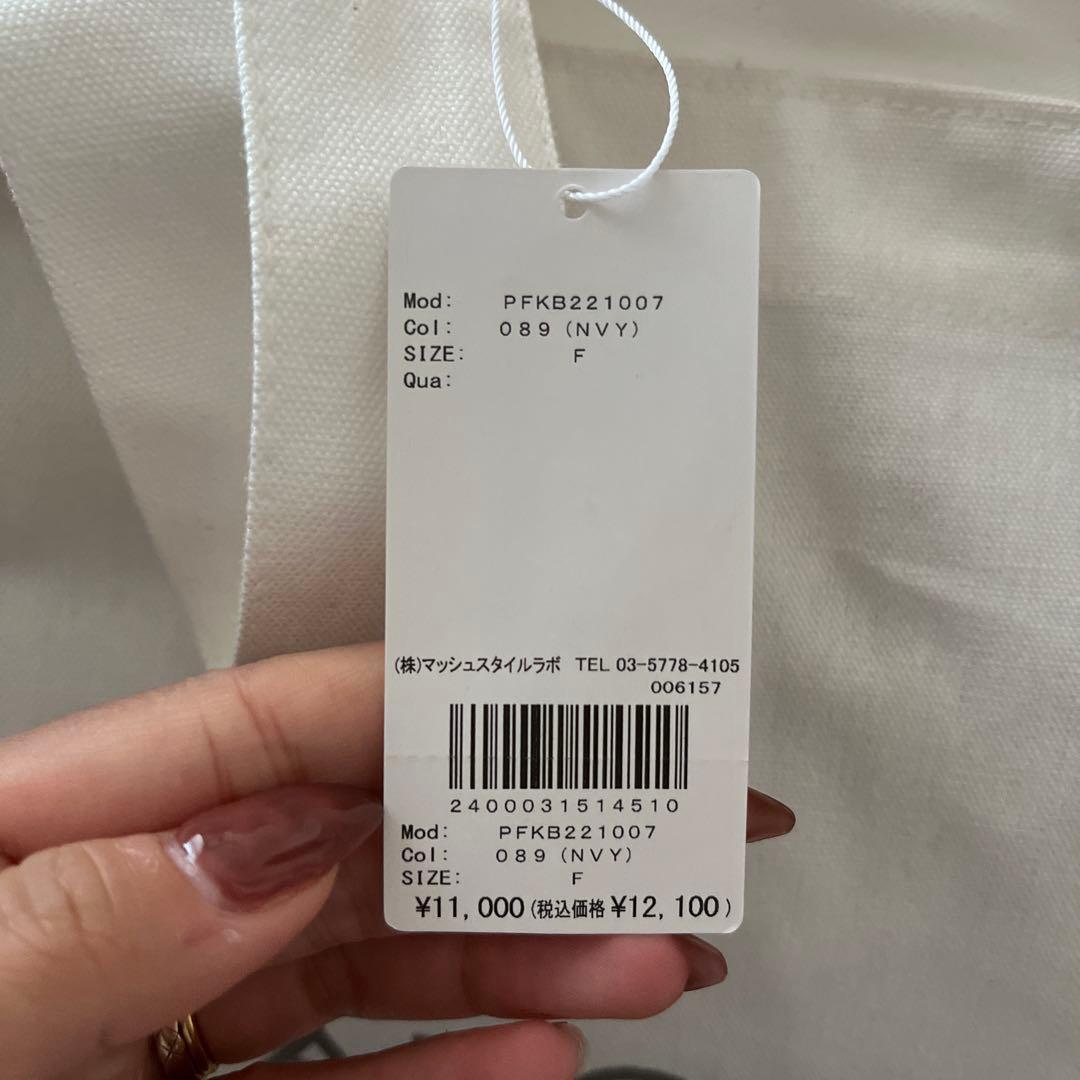 Mod: PFKB221007
Col: 089 (NVY)
SIZE: F
Qua:
(株)マッシュスタイルラボ TEL 03-5778-4105
006157
2400031514510
Mod: PFKB221007
Col: 089 (NVY)
SIZE: F
¥11,000 (税込価格 ¥12,100)